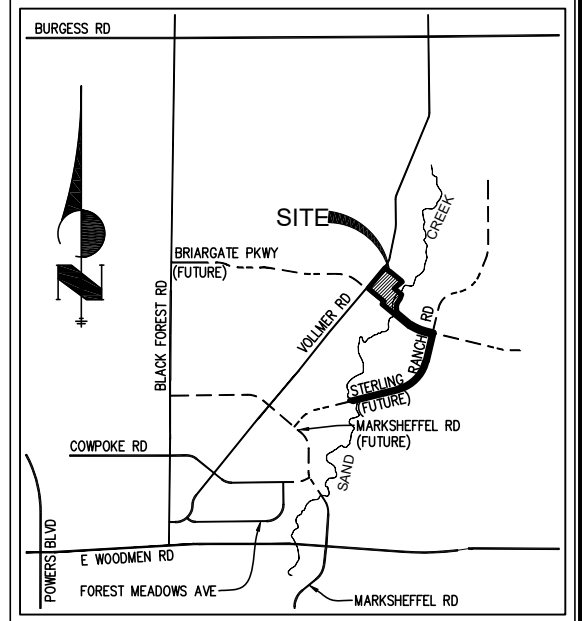 BURGESS RD
SITE
CREEK
BRIARGATE PKWY
(FUTURE)
VOLLMER RD
BLACK FOREST RD
STERLING RANCH RD
(FUTURE)
MARKSHEFFEL RD
(FUTURE)
COWPOKE RD
SAND
POWERS BLVD
E WOODMEN RD
FOREST MEADOWS AVE
MARKSHEFFEL RD
N